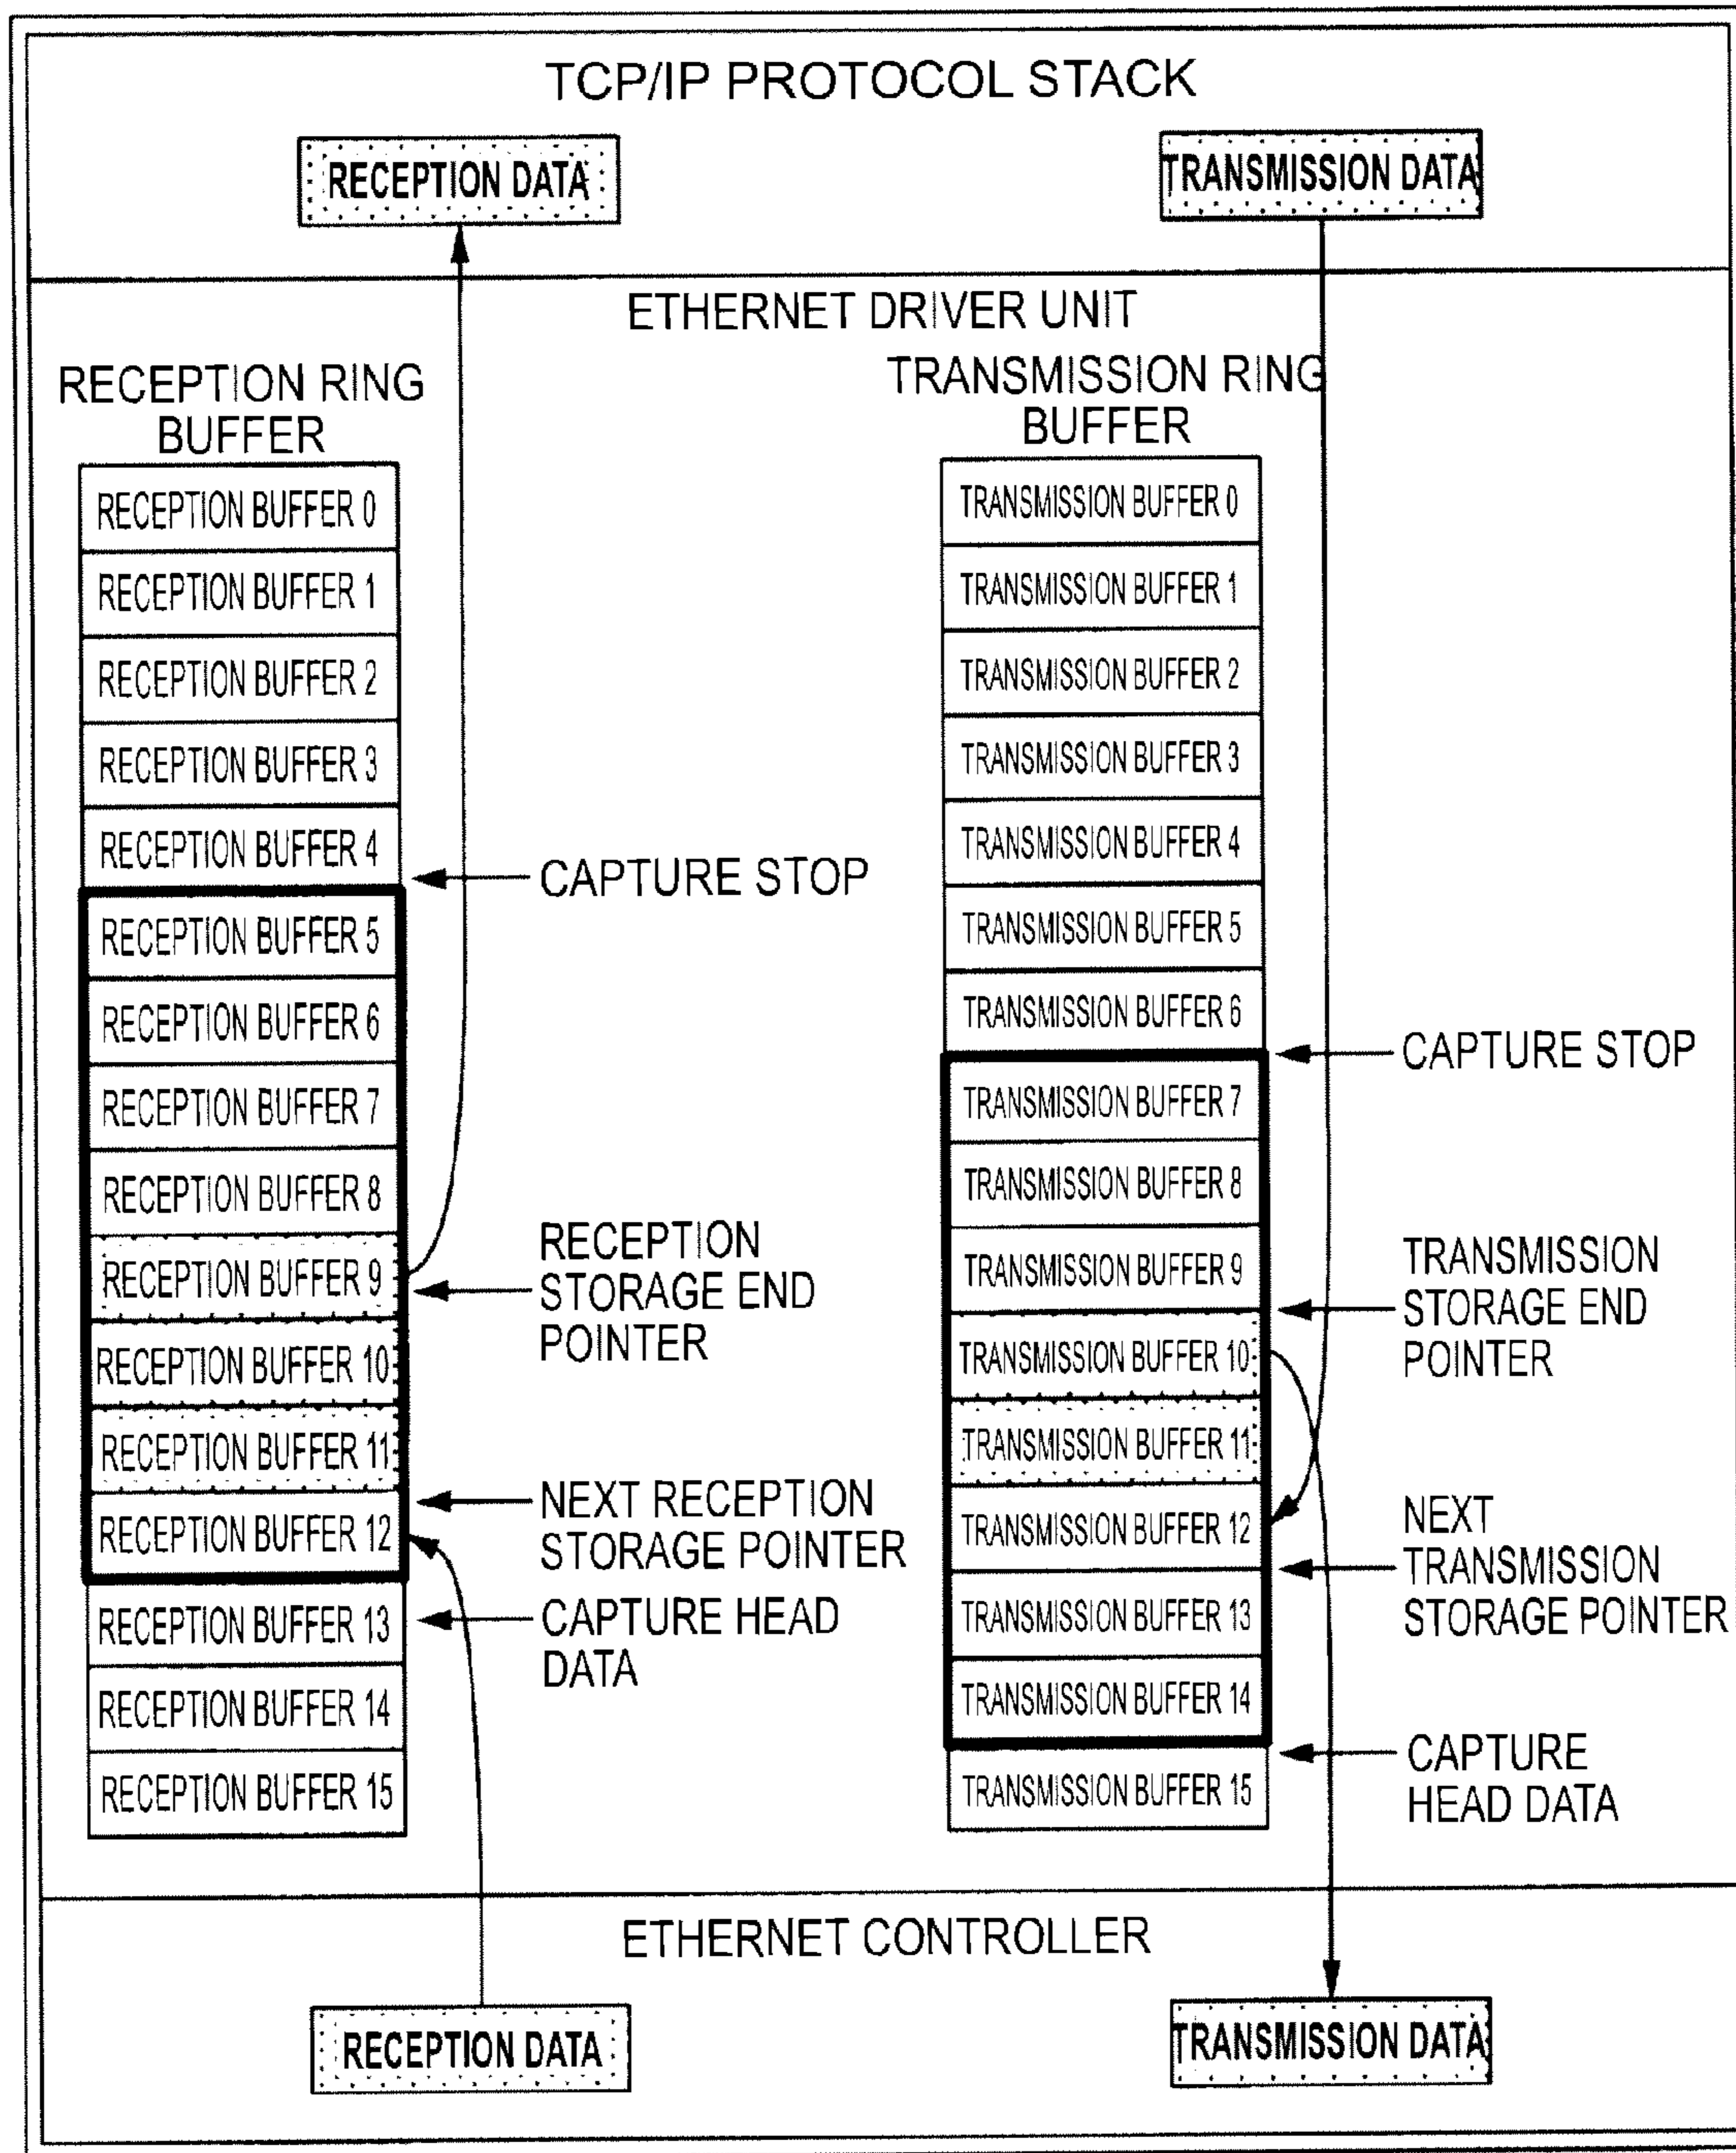 TCP/IP PROTOCOL STACK
RECEPTION DATA
TRANSMISSION DATA
ETHERNET DRIVER UNIT
RECEPTION RING
BUFFER
RECEPTION BUFFER 0
RECEPTION BUFFER 1
RECEPTION BUFFER 2
RECEPTION BUFFER 3
RECEPTION BUFFER 4
RECEPTION BUFFER 5
RECEPTION BUFFER 6
RECEPTION BUFFER 7
RECEPTION BUFFER 8
RECEPTION BUFFER 9
RECEPTION BUFFER 10
RECEPTION BUFFER 11
RECEPTION BUFFER 12
RECEPTION BUFFER 13
RECEPTION BUFFER 14
RECEPTION BUFFER 15
CAPTURE STOP
RECEPTION
STORAGE END
POINTER
NEXT RECEPTION
STORAGE POINTER
CAPTURE HEAD
DATA
TRANSMISSION RING
BUFFER
TRANSMISSION BUFFER 0
TRANSMISSION BUFFER 1
TRANSMISSION BUFFER 2
TRANSMISSION BUFFER 3
TRANSMISSION BUFFER 4
TRANSMISSION BUFFER 5
TRANSMISSION BUFFER 6
TRANSMISSION BUFFER 7
TRANSMISSION BUFFER 8
TRANSMISSION BUFFER 9
TRANSMISSION BUFFER 10
TRANSMISSION BUFFER 11
TRANSMISSION BUFFER 12
TRANSMISSION BUFFER 13
TRANSMISSION BUFFER 14
TRANSMISSION BUFFER 15
CAPTURE STOP
TRANSMISSION
STORAGE END
POINTER
NEXT
TRANSMISSION
STORAGE POINTER
CAPTURE
HEAD DATA
ETHERNET CONTROLLER
RECEPTION DATA
TRANSMISSION DATA